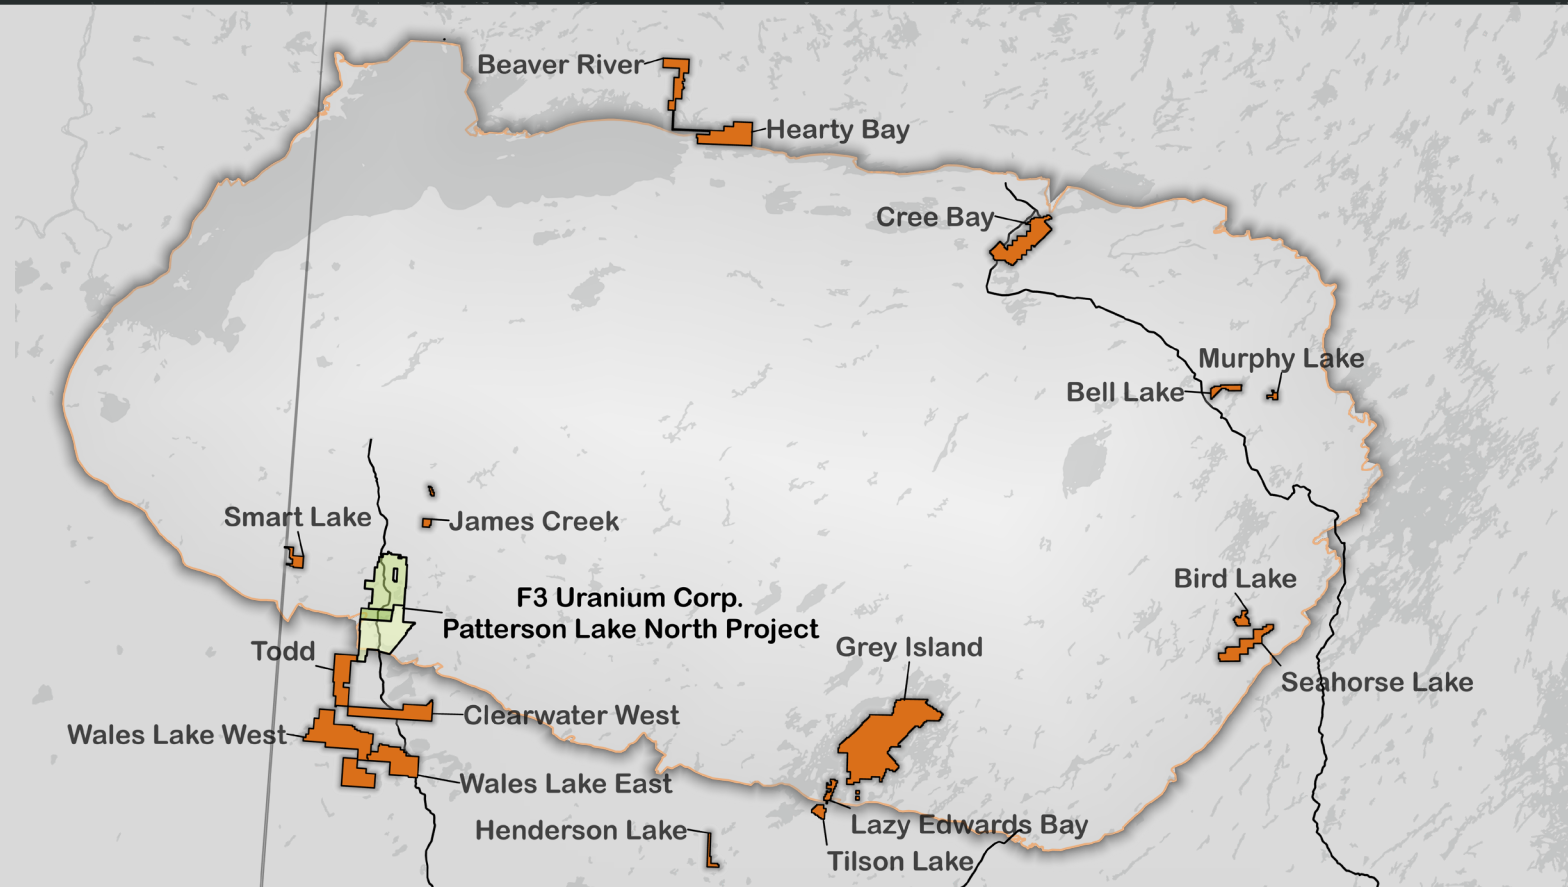 Beaver River
Hearty Bay
Cree Bay
Murphy Lake
Bell Lake
Smart Lake
James Creek
Bird Lake
F3 Uranium Corp.
Patterson Lake North Project
Grey Island
Todd
Seahorse Lake
Clearwater West
Wales Lake West
Wales Lake East
Lazy Edwards Bay
Henderson Lake
Tilson Lake